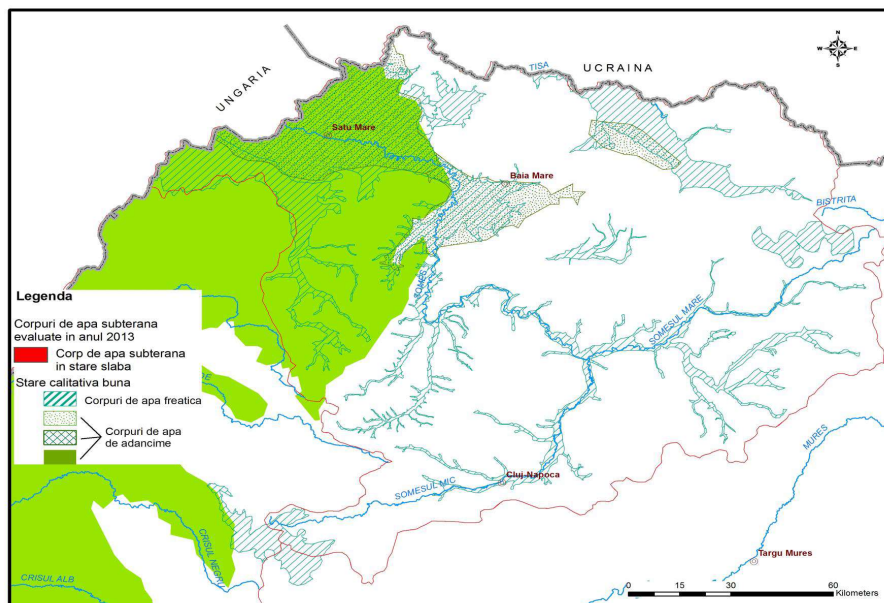 N
W E
S
UCRAINA
TISA
UNGARIA
Satu Mare
Baia Mare
BISTRITA
SOMES
SOMESUL MARE
MURES
Cluj-Napoca
SOMESUL MIC
CRISUL NEGRU
CRISUL ALB
Targu Mures
Legenda
Corpuri de apa subterana
evaluate in anul 2013
Corp de apa subterana
in stare slaba
Stare calitativa buna
Corpuri de apa freatica
Corpuri de apa
de adancime
0 15 30 60
Kilometers